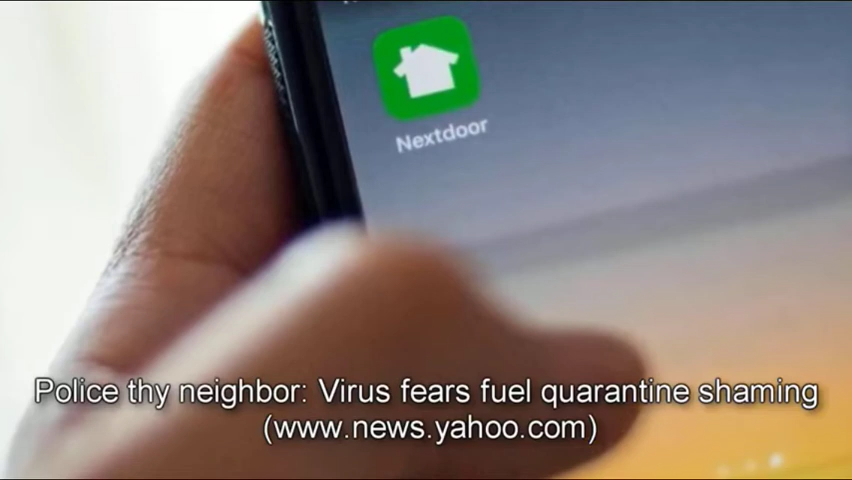 Nextdoor
Police thy neighbor: Virus fears fuel quarantine shaming
(www.news.yahoo.com)